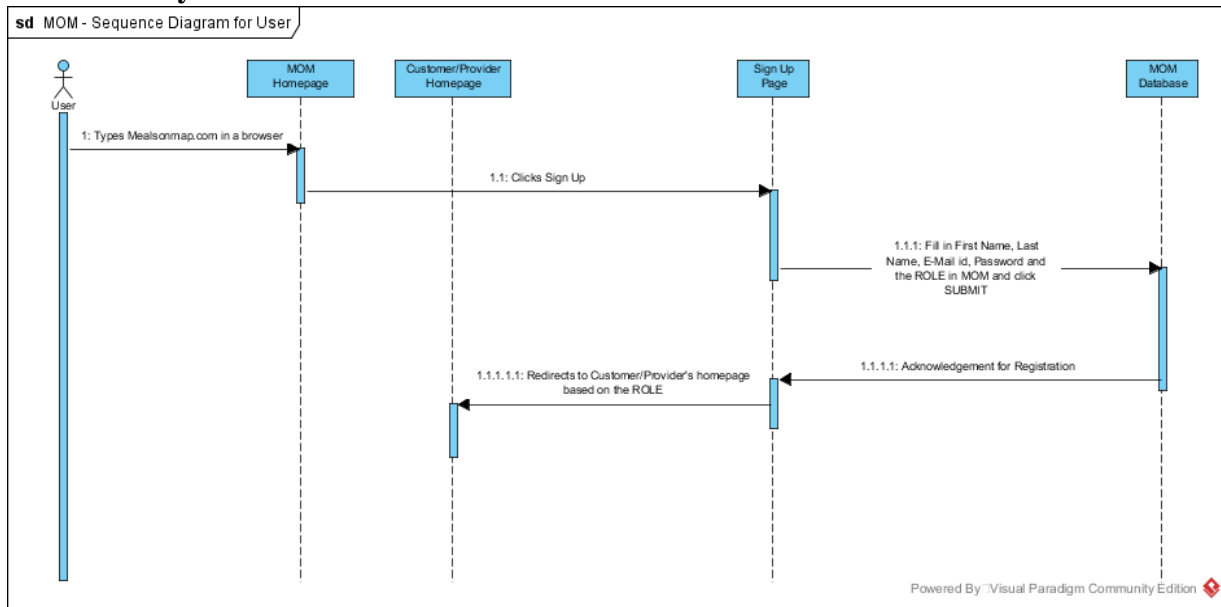 sd MOM - Sequence Diagram for User
User
MOM
Homepage
Customer/Provider
Homepage
Sign Up
Page
MOM
Database
1: Types Mealsonmap.com in a browser
1.1: Clicks Sign Up
1.1.1: Fill in First Name, Last
Name, E-Mail id, Password and
the ROLE in MOM and click
SUBMIT
1.1.1.1: Acknowledgement for Registration
1.1.1.1.1: Redirects to Customer/Provider's homepage
based on the ROLE
Powered By Visual Paradigm Community Edition